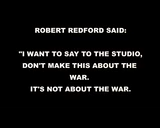 ROBERT REDFORD SAID:
"I WANT TO SAY TO THE STUDIO,
DON'T MAKE THIS ABOUT THE
WAR.
IT'S NOT ABOUT THE WAR.